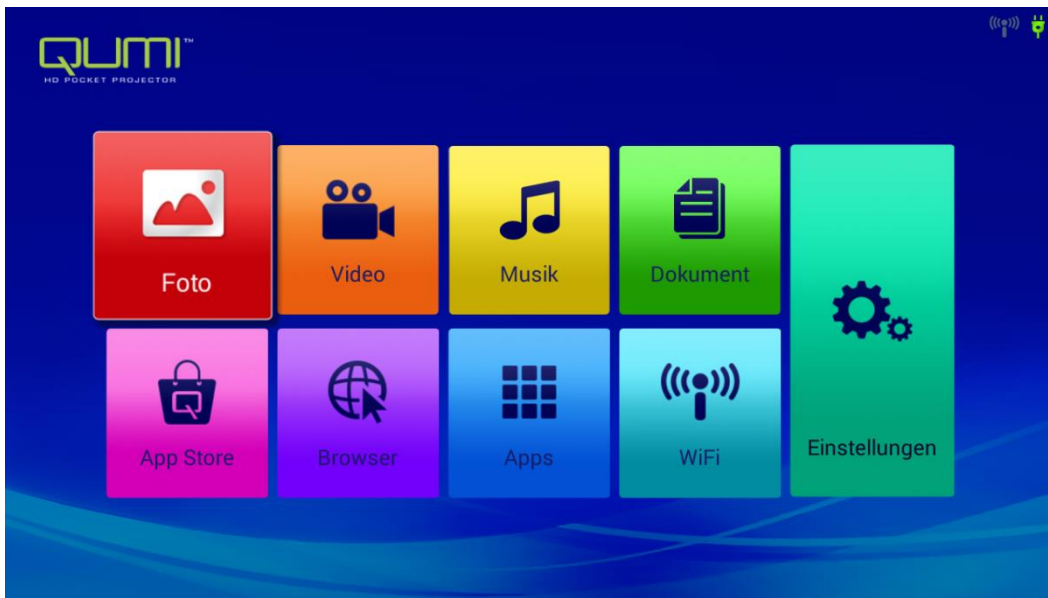 QUMI™
HD POCKET PROJECTOR
Foto
Video
Musik
Dokument
Einstellungen
App Store
Browser
Apps
WiFi